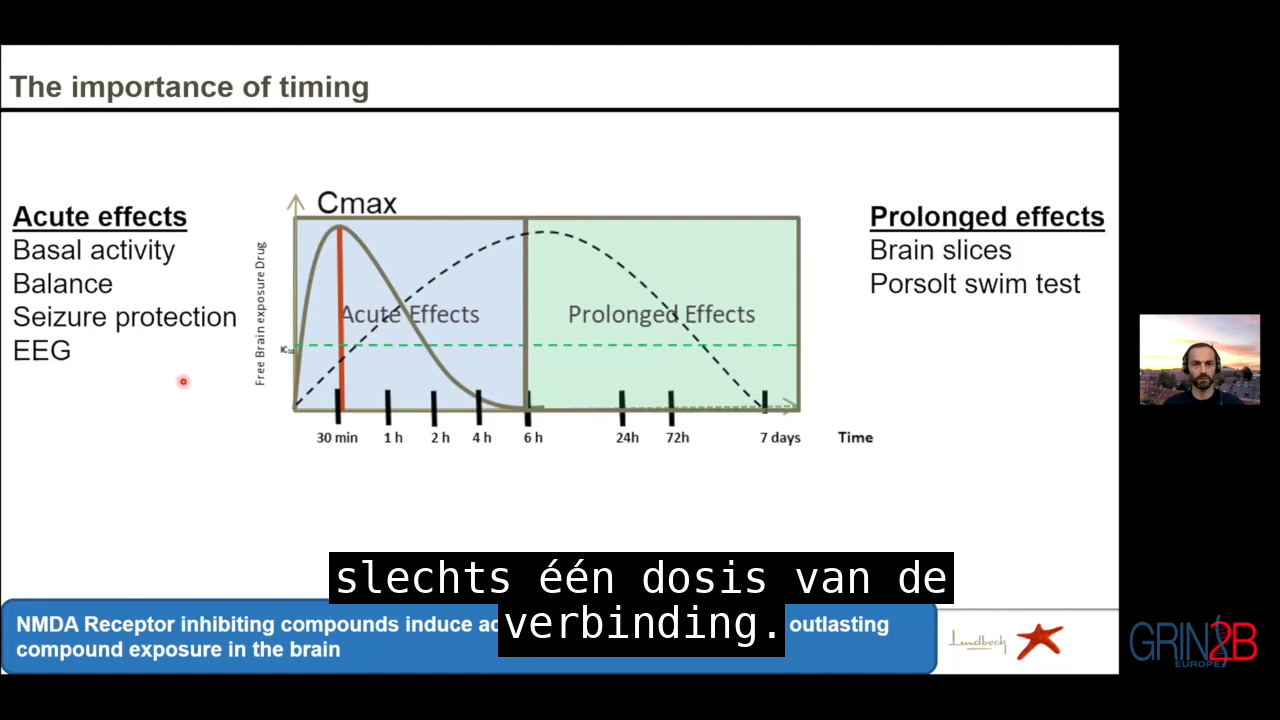 The importance of timing
Acute effects
Basal activity
Balance
Seizure protection
EEG
Cmax
Free Brain exposure Drug
IC50
Acute Effects
Prolonged Effects
30 min
1 h
2 h
4 h
6 h
24h
72h
7 days
Time
Prolonged effects
Brain slices
Porsolt swim test
slechts één dosis van de
verbinding.
NMDA Receptor inhibiting compounds induce outlasting
compound exposure in the brain
Lundbeck
GRIN2B
EUROPE